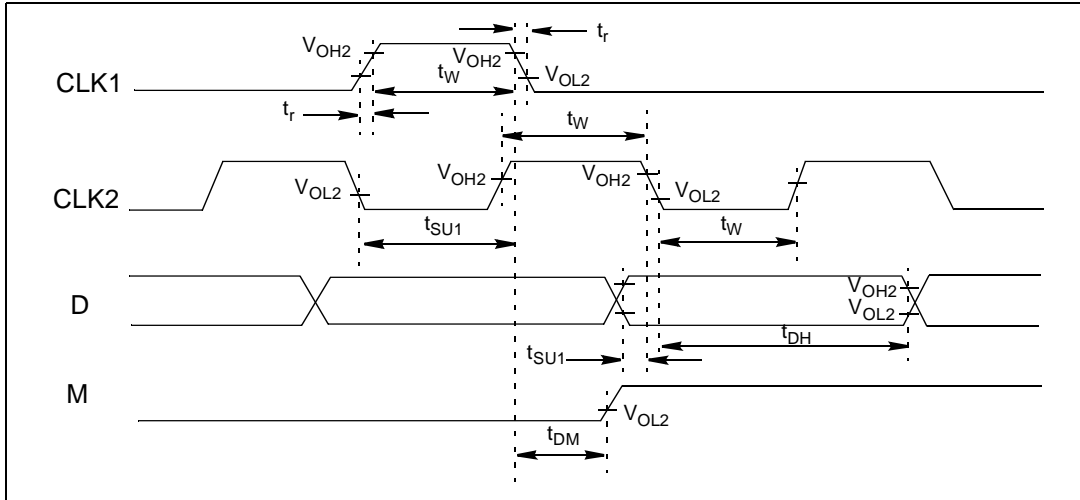 t_r
V_OH2
V_OH2
CLK1
t_W
V_OL2
t_r
t_W
V_OH2
V_OH2
V_OL2
V_OL2
CLK2
t_SU1
t_W
D
V_OH2
V_OL2
t_SU1
t_DH
M
V_OL2
t_DM